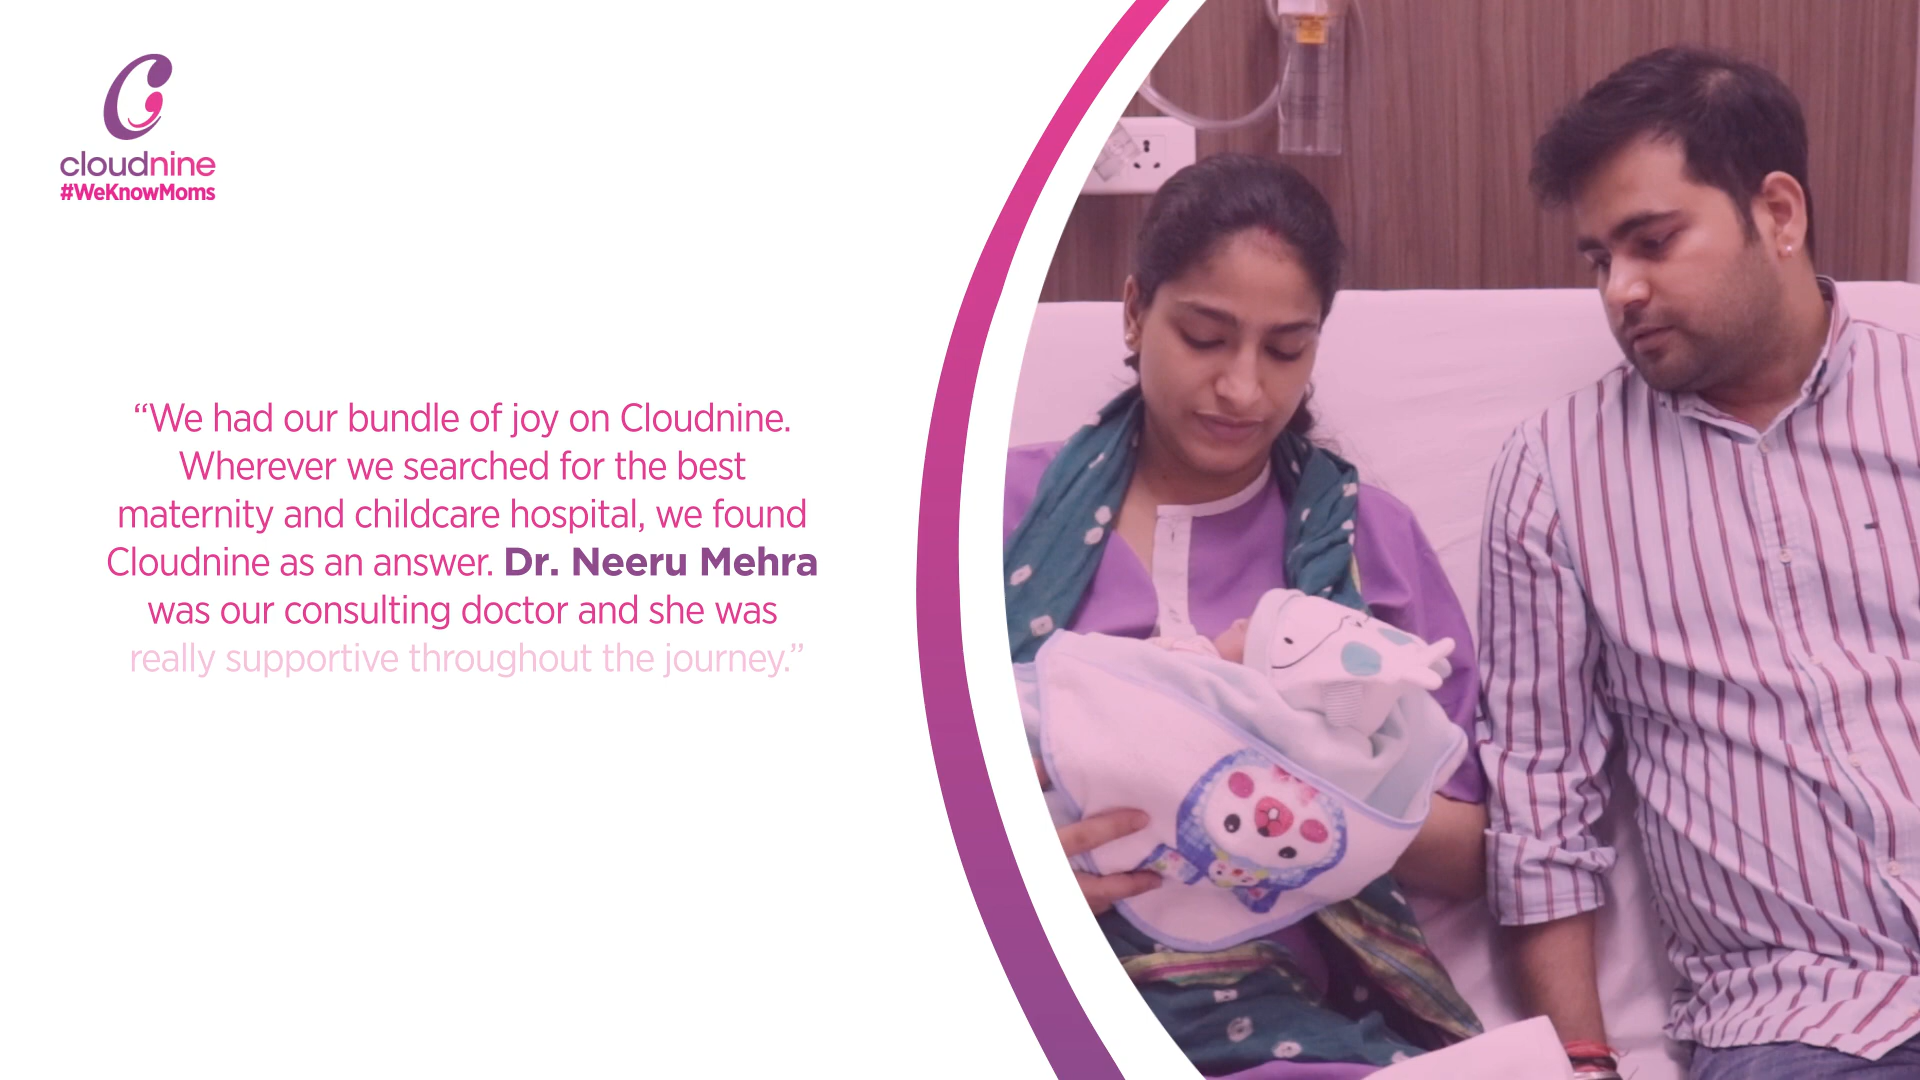 cloudnine
#WeKnowMoms
“We had our bundle of joy on Cloudnine.
Wherever we searched for the best
maternity and childcare hospital, we found
Cloudnine as an answer. Dr. Neeru Mehra
was our consulting doctor and she was
really supportive throughout the journey.”